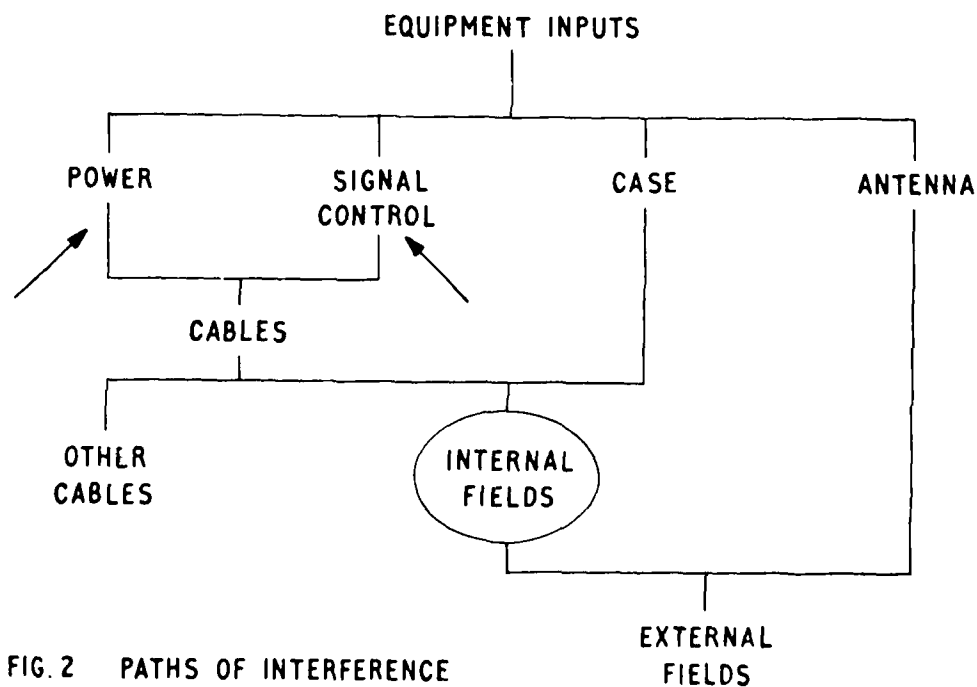 EQUIPMENT INPUTS
POWER
SIGNAL
CONTROL
CASE
ANTENNA
CABLES
OTHER
CABLES
INTERNAL
FIELDS
EXTERNAL
FIELDS
FIG. 2 PATHS OF INTERFERENCE